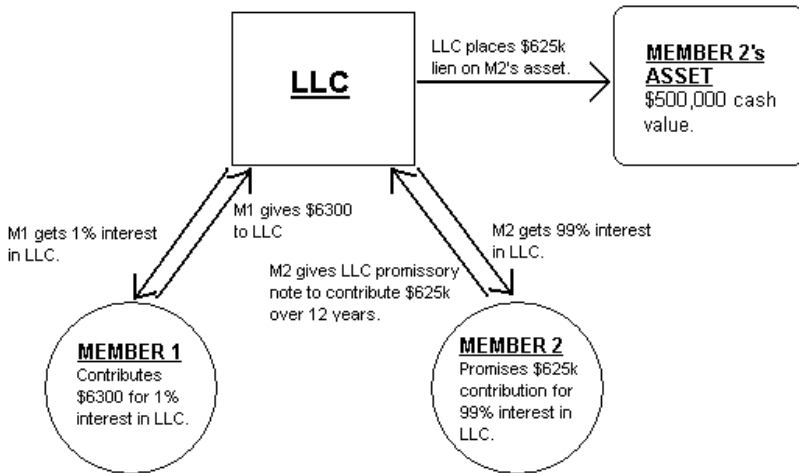 LLC
LLC places $625k
lien on M2's asset.
MEMBER 2's
ASSET
$500,000 cash
value.
M1 gets 1% interest
in LLC.
M1 gives $6300
to LLC
M2 gives LLC promissory
note to contribute $625k
over 12 years.
M2 gets 99% interest
in LLC.
MEMBER 1
Contributes
$6300 for 1%
interest in LLC.
MEMBER 2
Promises $625k
contribution for
99% interest in
LLC.